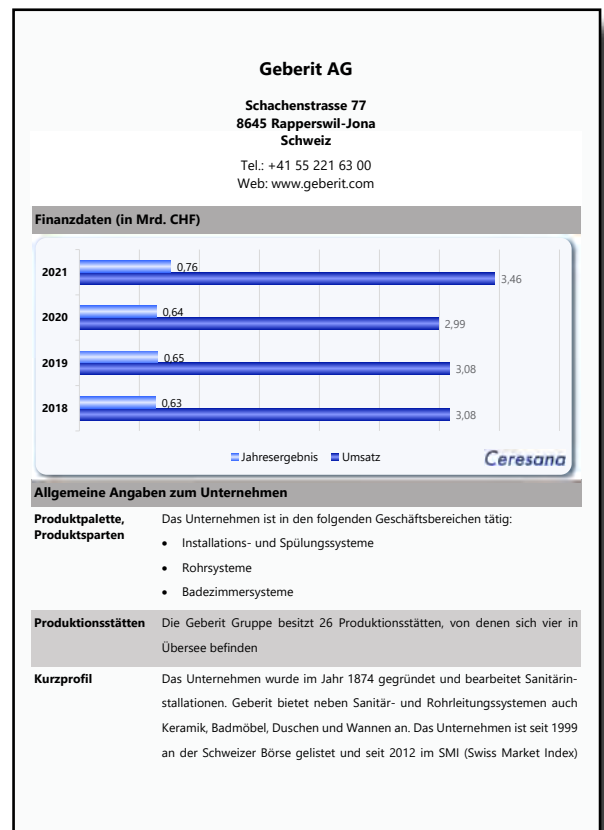 Geberit AG
Schachenstrasse 77
8645 Rapperswil-Jona
Schweiz
Tel.: +41 55 221 63 00
Web: www.geberit.com
Finanzdaten (in Mrd. CHF)
2021
0,76
3,46
2020
0,64
2,99
2019
0,65
3,08
2018
0,63
3,08
Jahresergebnis Umsatz
Ceresana
Allgemeine Angaben zum Unternehmen
Produktpalette, Das Unternehmen ist in den folgenden Geschäftsbereichen tätig:
Produktsparten
• Installations- und Spülungssysteme
• Rohrsysteme
• Badezimmersysteme
Produktionsstätten Die Geberit Gruppe besitzt 26 Produktionsstätten, von denen sich vier in
Übersee befinden
Kurzprofil Das Unternehmen wurde im Jahr 1874 gegründet und bearbeitet Sanitärin-
stallationen. Geberit bietet neben Sanitär- und Rohrleitungssystemen auch
Keramik, Badmöbel, Duschen und Wannen an. Das Unternehmen ist seit 1999
an der Schweizer Börse gelistet und seit 2012 im SMI (Swiss Market Index)